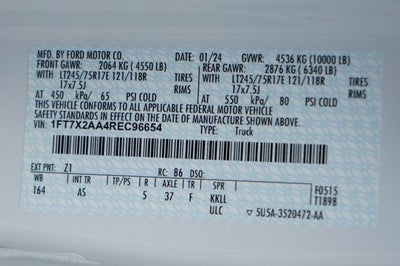 MFD. BY FORD MOTOR CO. 01/24 GVWR: 4536 KG (10000 LB)
FRONT GAWR: 2064 KG (4550 LB) REAR GAWR: 2876 KG (6340 LB)
WITH LT245/75R17E 121/118R WITH LT245/75R17E 121/118R
17x7.5J 17x7.5J
AT 450 kPa/ 65 PSI COLD AT 550 kPa/ 80 PSI COLD
THIS VEHICLE CONFORMS TO ALL APPLICABLE FEDERAL MOTOR VEHICLE
SAFETY STANDARDS IN EFFECT ON THE DATE OF MANUFACTURE SHOWN ABOVE.
VIN: 1FT7X2AA4REC96654 TYPE: Truck
EXT PNT: Z1 RC: B6 DSO:
WB INT TR TP/PS R AXLE TR SPR F0515
164 AS 5 37 F KKLL T1898
ULC 5U5A-3520472-AA